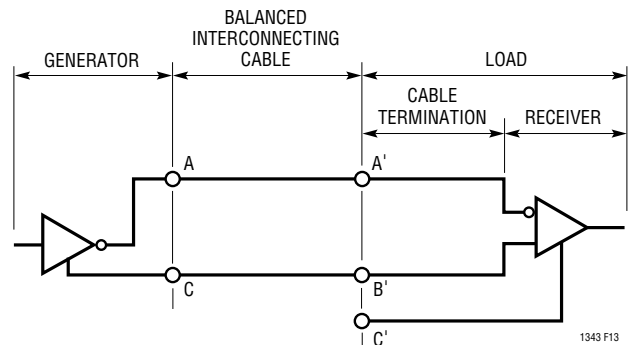 BALANCED
INTERCONNECTING
CABLE
GENERATOR
LOAD
CABLE
TERMINATION
RECEIVER
A
A'
C
B'
C'
1343 F13